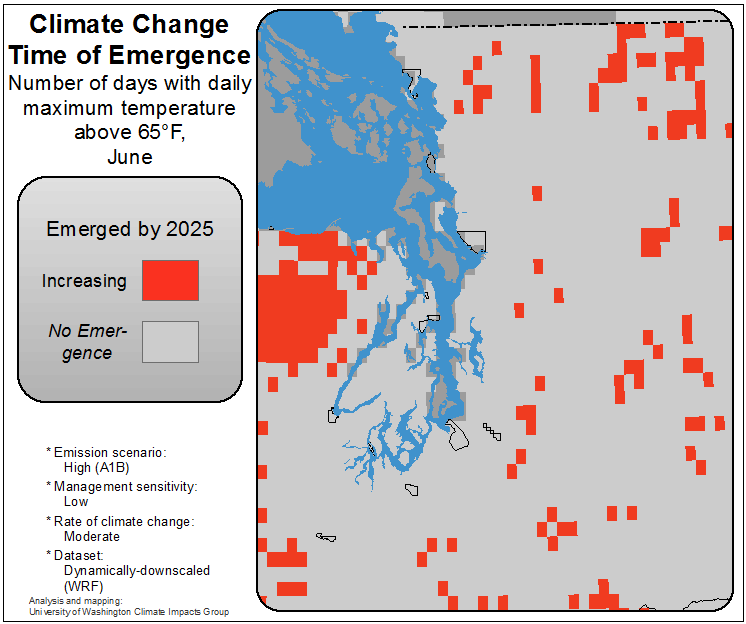 Climate Change
Time of Emergence
Number of days with daily
maximum temperature
above 65°F,
June
Emerged by 2025
Increasing
No Emer-
gence
* Emission scenario:
High (A1B)
* Management sensitivity:
Low
* Rate of climate change:
Moderate
* Dataset:
Dynamically-downscaled
(WRF)
Analysis and mapping:
University of Washington Climate Impacts Group